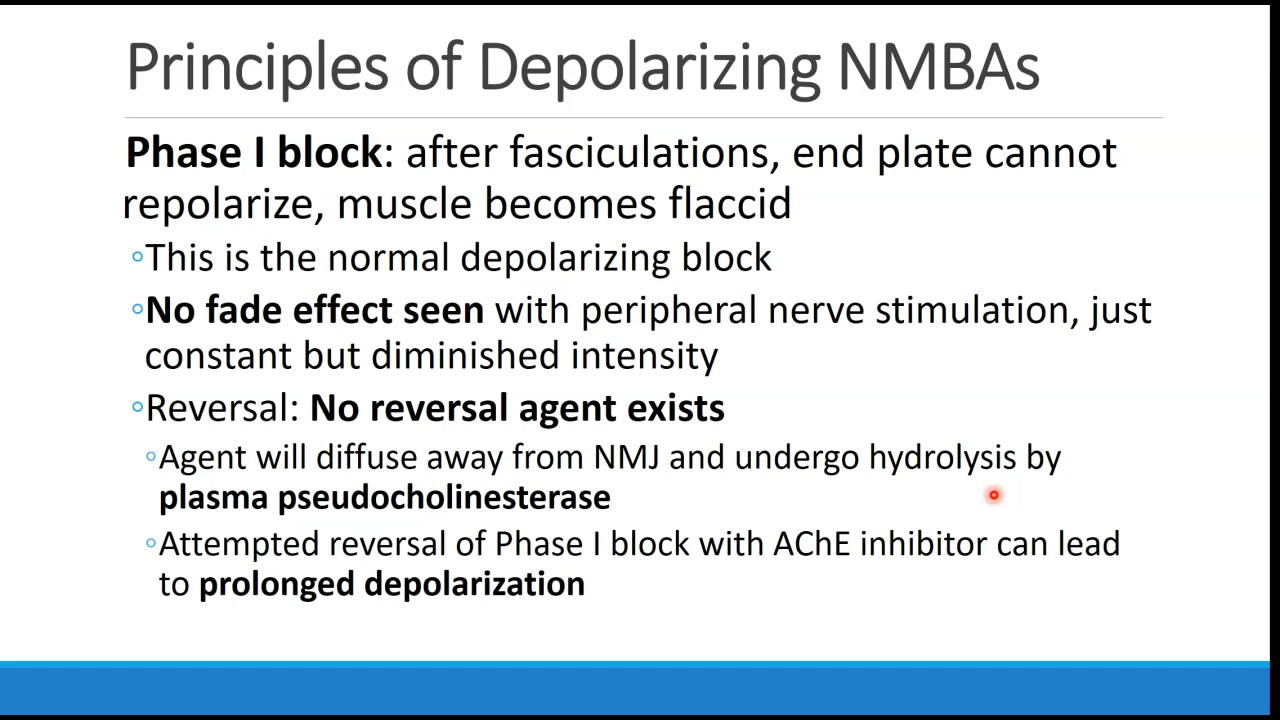 Principles of Depolarizing NMBAs
Phase I block: after fasciculations, end plate cannot
repolarize, muscle becomes flaccid
◦This is the normal depolarizing block
◦No fade effect seen with peripheral nerve stimulation, just
constant but diminished intensity
◦Reversal: No reversal agent exists
◦Agent will diffuse away from NMJ and undergo hydrolysis by
plasma pseudocholinesterase
◦Attempted reversal of Phase I block with AChE inhibitor can lead
to prolonged depolarization